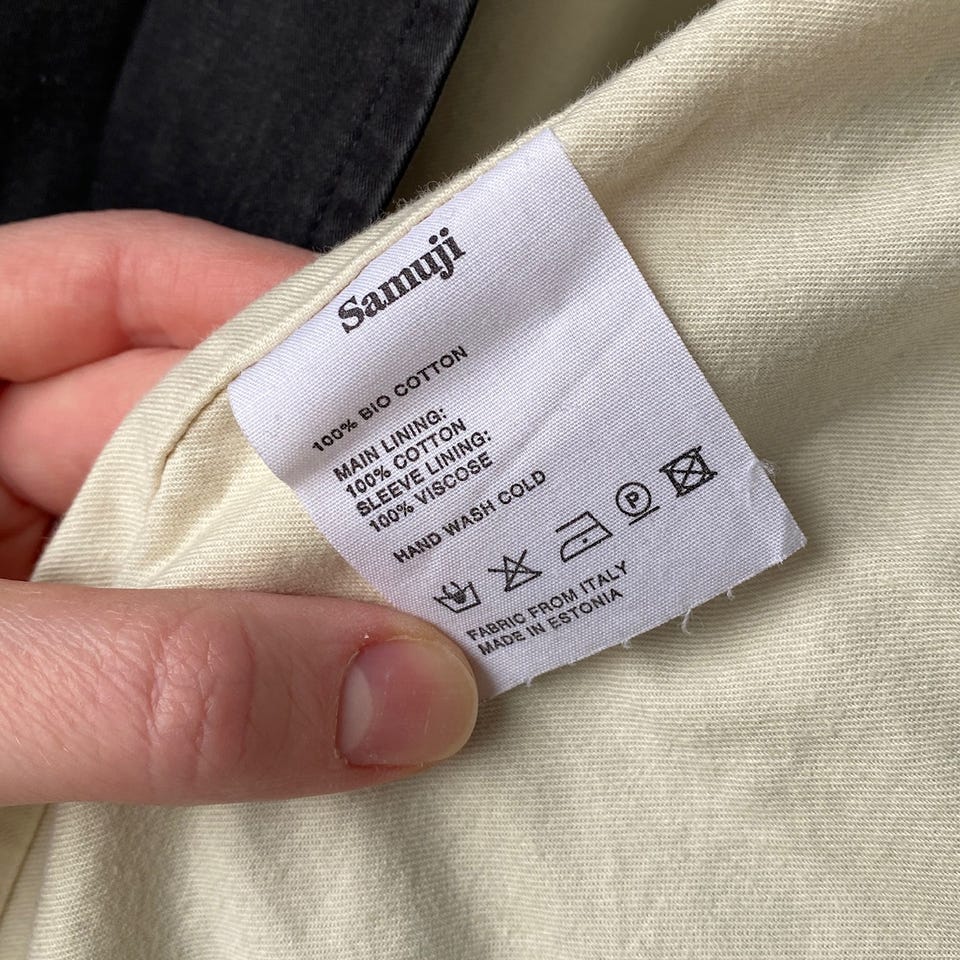 Samuji
100% BIO COTTON
MAIN LINING:
100% COTTON
SLEEVE LINING:
100% VISCOSE
HAND WASH COLD
P
FABRIC FROM ITALY
MADE IN ESTONIA